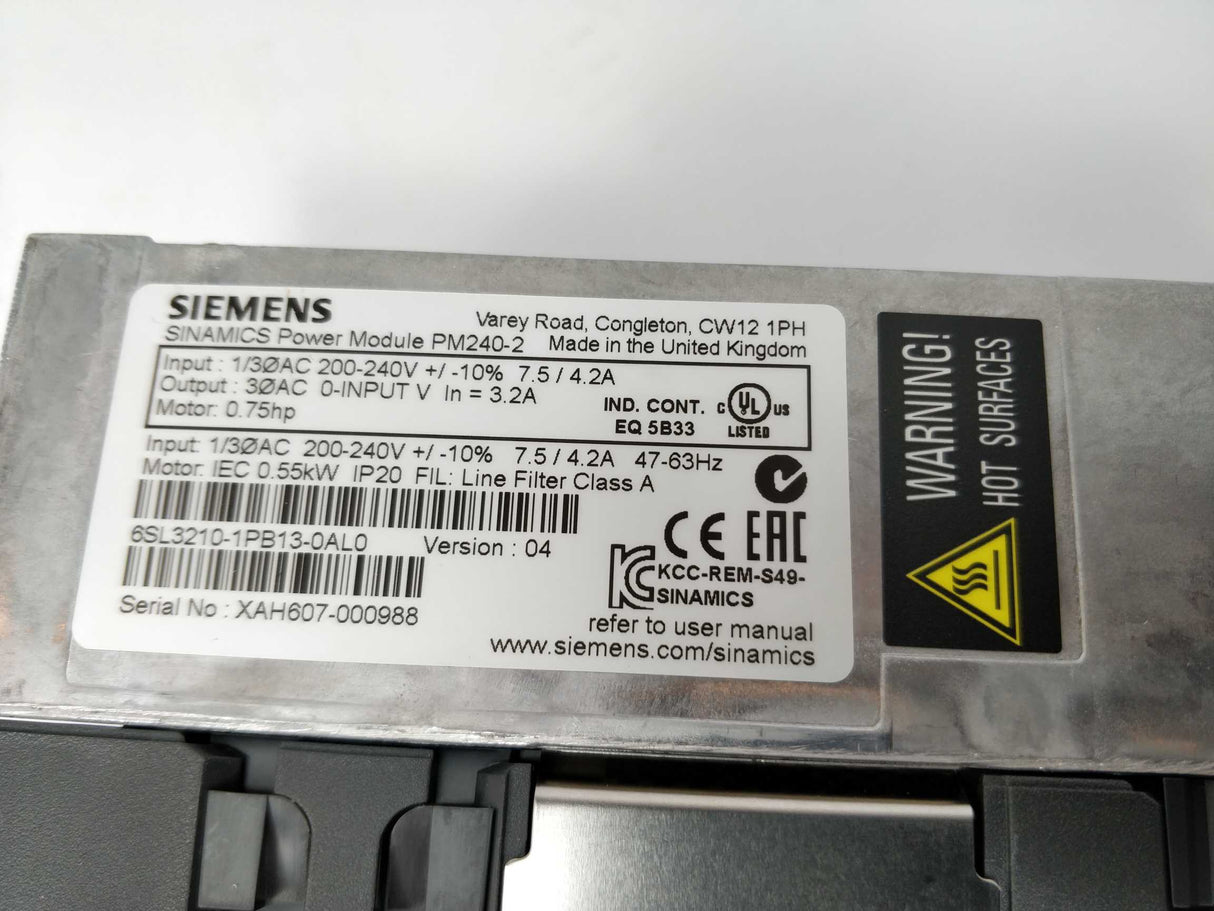 SIEMENS
Varey Road, Congleton, CW12 1PH
SINAMICS Power Module PM240-2 Made in the United Kingdom
Input : 1/3ØAC 200-240V +/ -10% 7.5 / 4.2A
Output : 3ØAC 0-INPUT V In = 3.2A
Motor: 0.75hp
IND. CONT.
EQ 5B33
C UL US
LISTED
Input: 1/3ØAC 200-240V +/ -10% 7.5 / 4.2A 47-63Hz
Motor: IEC 0.55kW IP20 FIL: Line Filter Class A
6SL3210-1PB13-0AL0 Version : 04
Serial No : XAH607-000988
CE EAC
KC KCC-REM-S49-
SINAMICS
refer to user manual
www.siemens.com/sinamics
WARNING!
HOT SURFACES